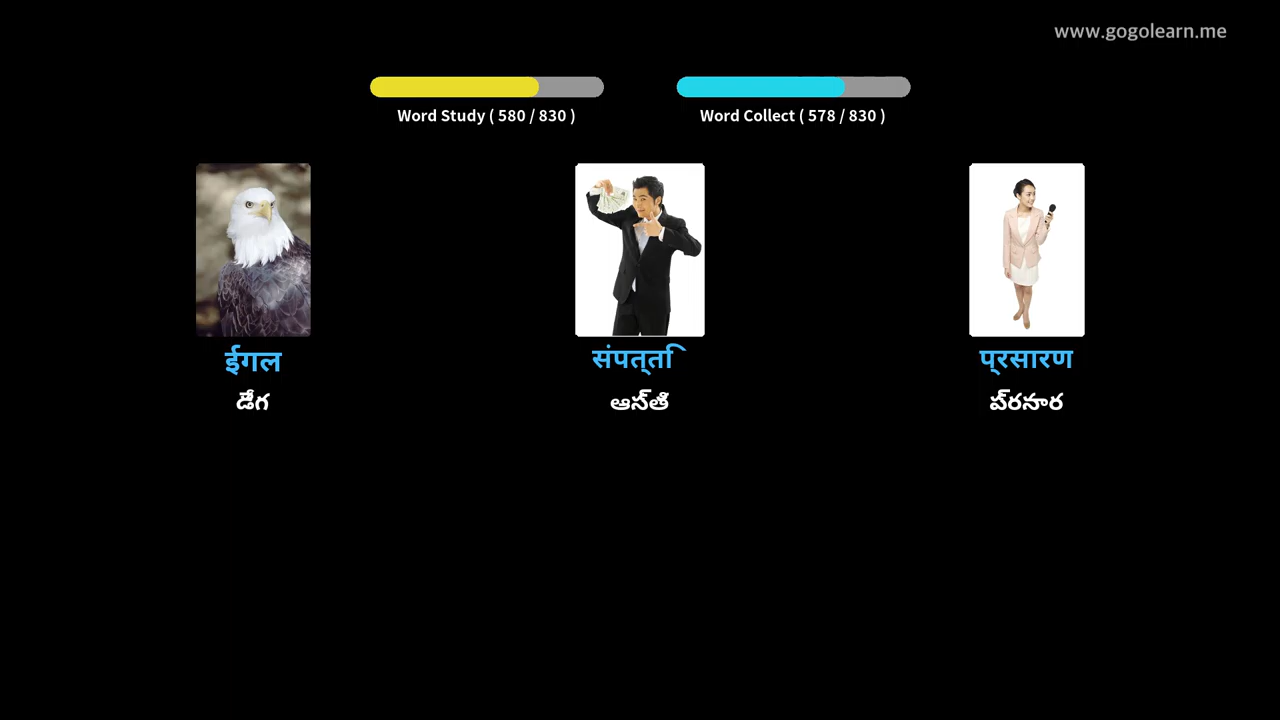 www.gogolearn.me
Word Study ( 580 / 830 )
Word Collect ( 578 / 830 )
ईगल
संपत्ति
प्रसारण
డేగ
ఆస్తి
ప్రసార